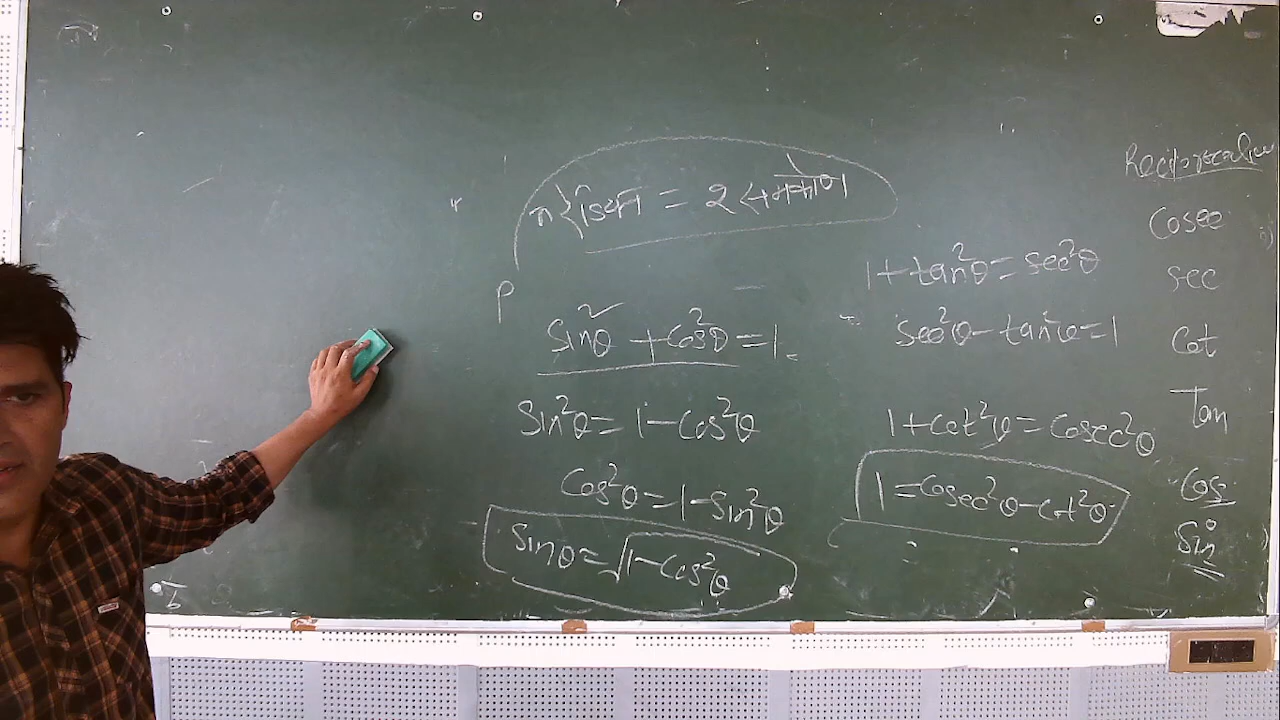 sin²θ + cos²θ = 1.
sin²θ = 1 - cos²θ
cos²θ = 1 - sin²θ
sinθ = √1 - cos²θ
1 + tan²θ = sec²θ
sec²θ - tan²θ = 1
1 + cot²θ = cosec²θ
1 = cosec²θ - cot²θ
Cosec
sec
Cot
Tan
Cos
Sin